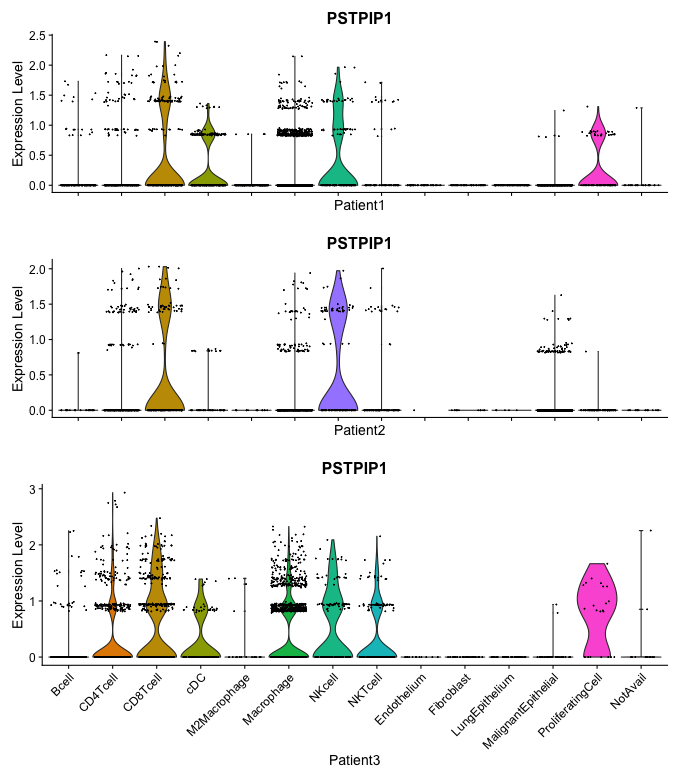 PSTPIP1
Expression Level
2.5
2.0
1.5
1.0
0.5
0.0
Patient1
PSTPIP1
Expression Level
2.0
1.5
1.0
0.5
0.0
Patient2
PSTPIP1
Expression Level
3
2
1
0
Bcell
CD4Tcell
CD8Tcell
cDC
M2Macrophage
Macrophage
NKcell
NKTcell
Endothelium
Fibroblast
LungEpithelium
MalignantEpithelial
ProliferatingCell
NotAvail
Patient3